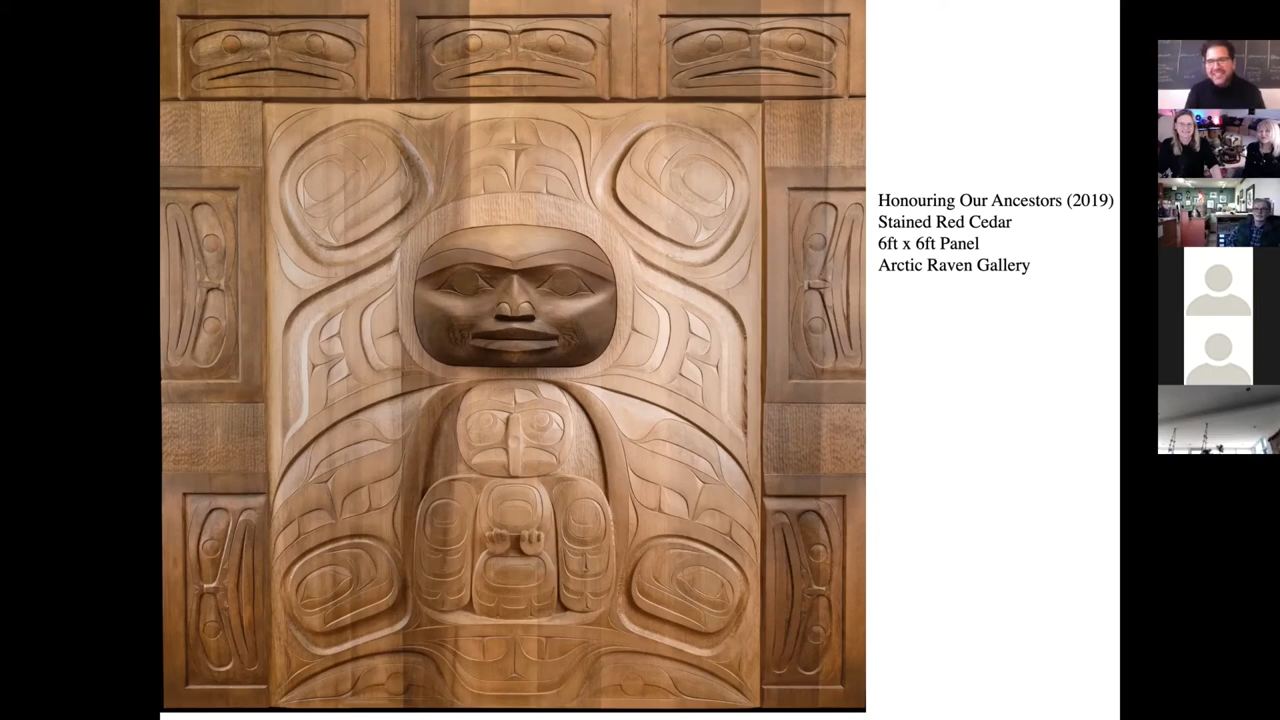 Honouring Our Ancestors (2019)
Stained Red Cedar
6ft x 6ft Panel
Arctic Raven Gallery